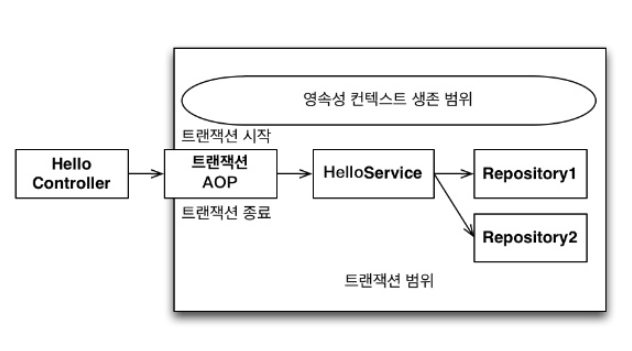 영속성 컨텍스트 생존 범위
트랜잭션 시작
Hello
Controller
트랜잭션
AOP
HelloService
Repository1
트랜잭션 종료
Repository2
트랜잭션 범위